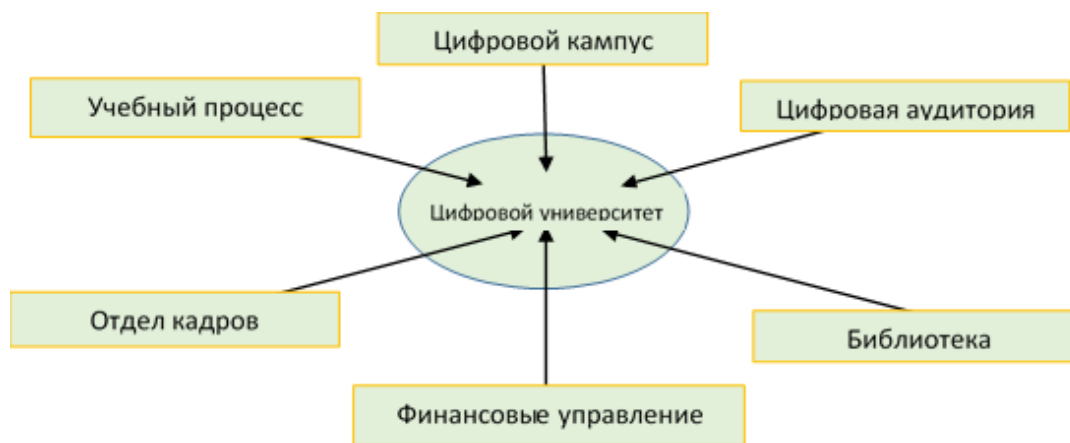 Цифровой кампус
Учебный процесс
Цифровая аудитория
Цифровой университет
Отдел кадров
Библиотека
Финансовые управление